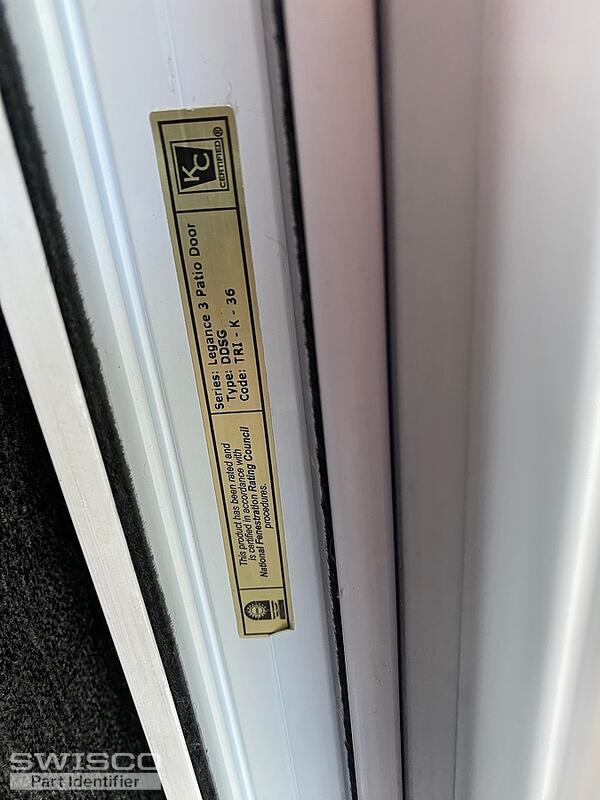 KC
CERTIFIED®
Series: Legance 3 Patio Door
Type: DDSG
Code: TRI - K - 36
This product has been rated and
is certified in accordance with
National Fenestration Rating Council
procedures.
SWISCO
Part Identifier